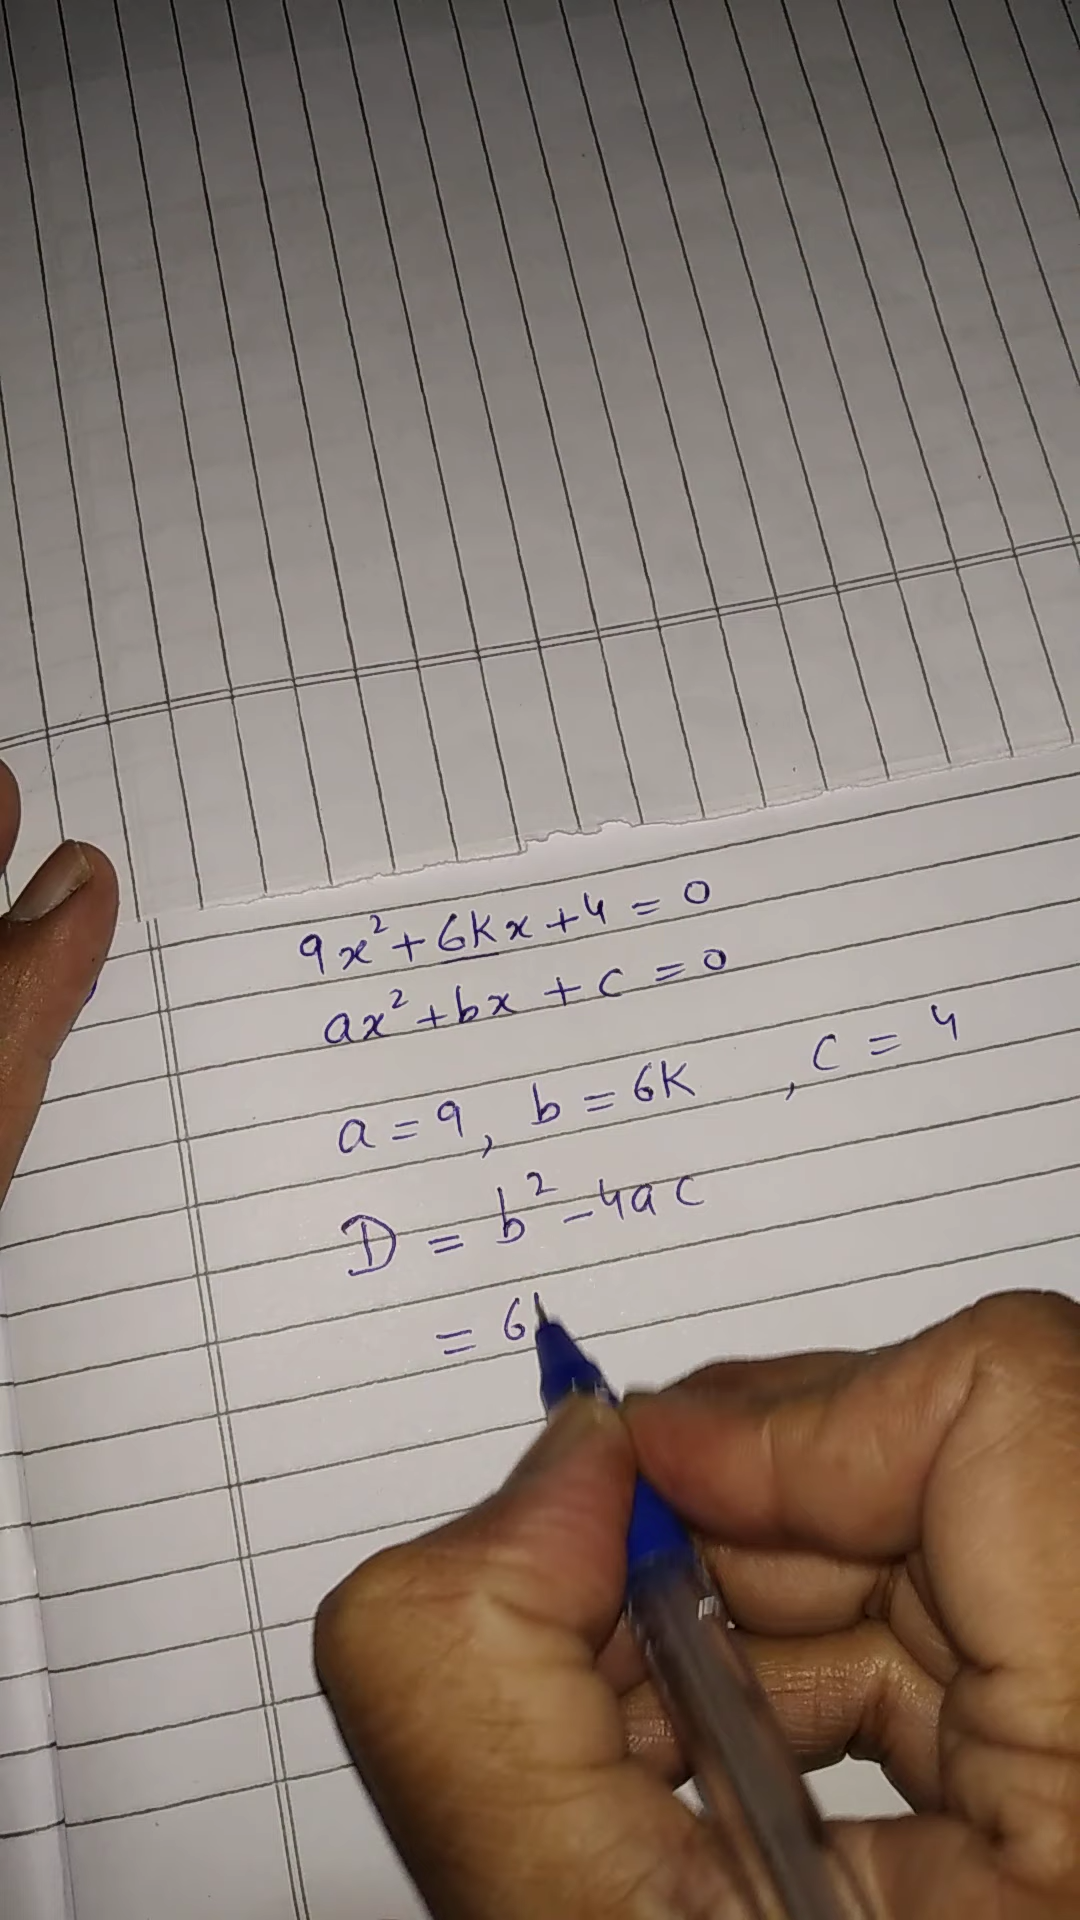 9x²+6Kx+4=0
ax²+bx+c=0
a=9, b=6K, c=4
D=b²-4ac
=6